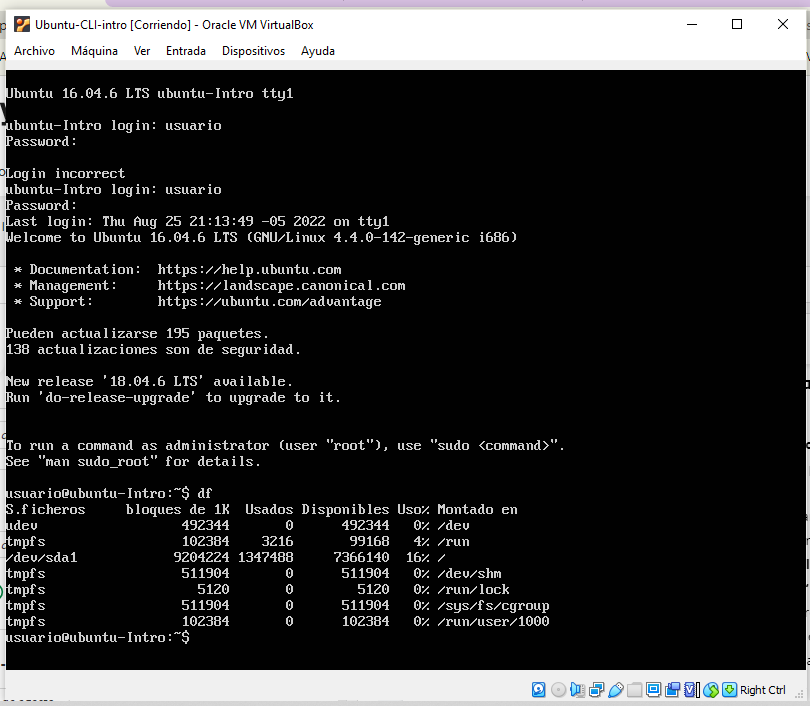 Ubuntu-CLI-intro [Corriendo] - Oracle VM VirtualBox
Archivo Máquina Ver Entrada Dispositivos Ayuda
Ubuntu 16.04.6 LTS ubuntu-Intro tty1
ubuntu-Intro login: usuario
Password:
Login incorrect
ubuntu-Intro login: usuario
Password:
Last login: Thu Aug 25 21:13:49 -05 2022 on tty1
Welcome to Ubuntu 16.04.6 LTS (GNU/Linux 4.4.0-142-generic i686)
* Documentation: https://help.ubuntu.com
* Management: https://landscape.canonical.com
* Support: https://ubuntu.com/advantage
Pueden actualizarse 195 paquetes.
138 actualizaciones son de seguridad.
New release '18.04.6 LTS' available.
Run 'do-release-upgrade' to upgrade to it.
To run a command as administrator (user "root"), use "sudo <command>".
See "man sudo_root" for details.
usuario@ubuntu-Intro:~$ df
S.ficheros bloques de 1K Usados Disponibles Uso% Montado en
udev 492344 0 492344 0% /dev
tmpfs 102384 3216 99168 4% /run
/dev/sda1 9204224 1347488 7366140 16% /
tmpfs 511904 0 511904 0% /dev/shm
tmpfs 5120 0 5120 0% /run/lock
tmpfs 511904 0 511904 0% /sys/fs/cgroup
tmpfs 102384 0 102384 0% /run/user/1000
usuario@ubuntu-Intro:~$
Right Ctrl